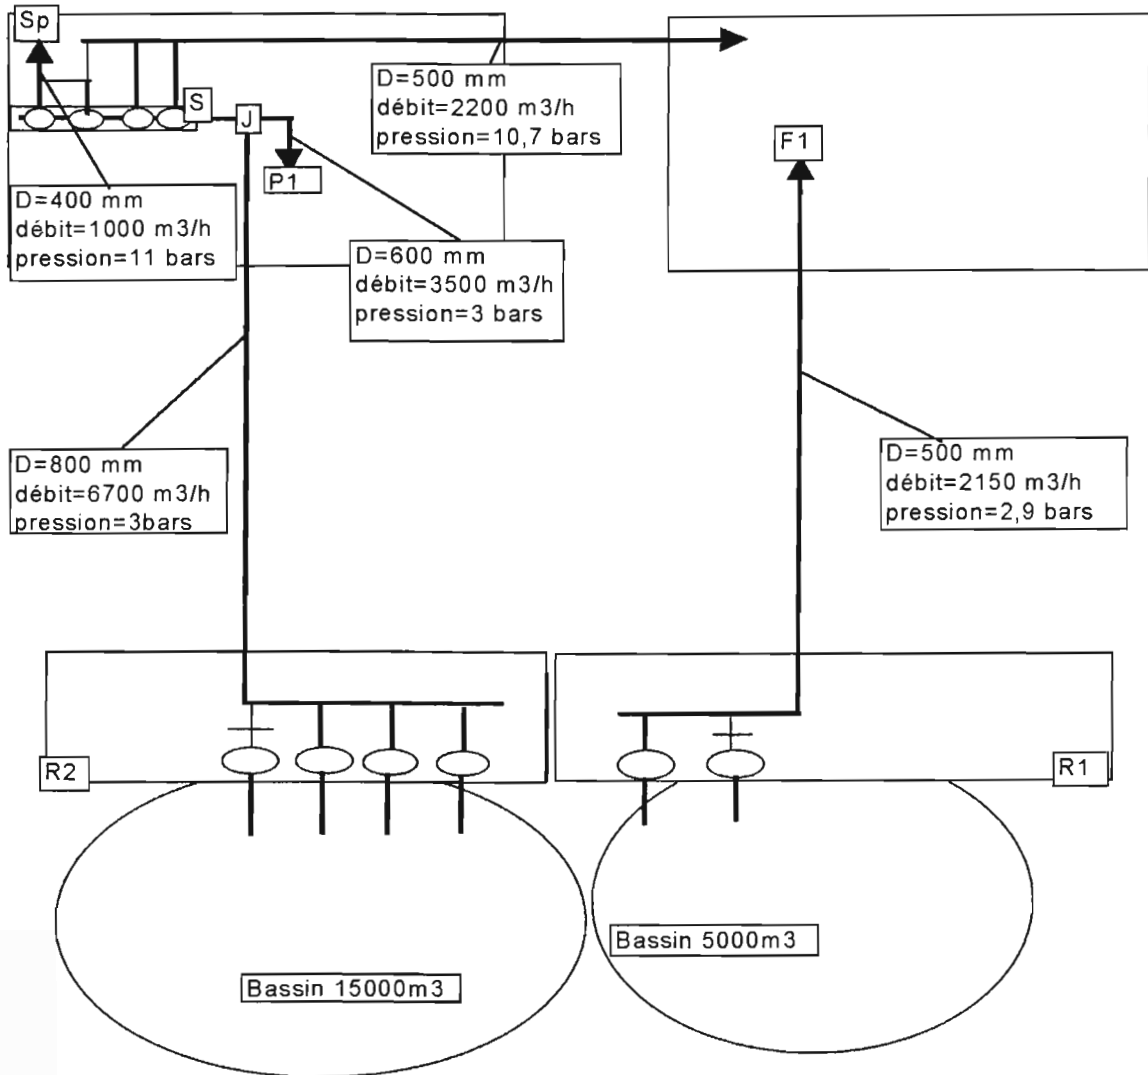 Sp
S
J
P1
D=500 mm
débit=2200 m3/h
pression=10,7 bars
F1
D=400 mm
débit=1000 m3/h
pression=11 bars
D=600 mm
débit=3500 m3/h
pression=3 bars
D=800 mm
débit=6700 m3/h
pression=3bars
D=500 mm
débit=2150 m3/h
pression=2,9 bars
R2
R1
Bassin 5000m3
Bassin 15000m3